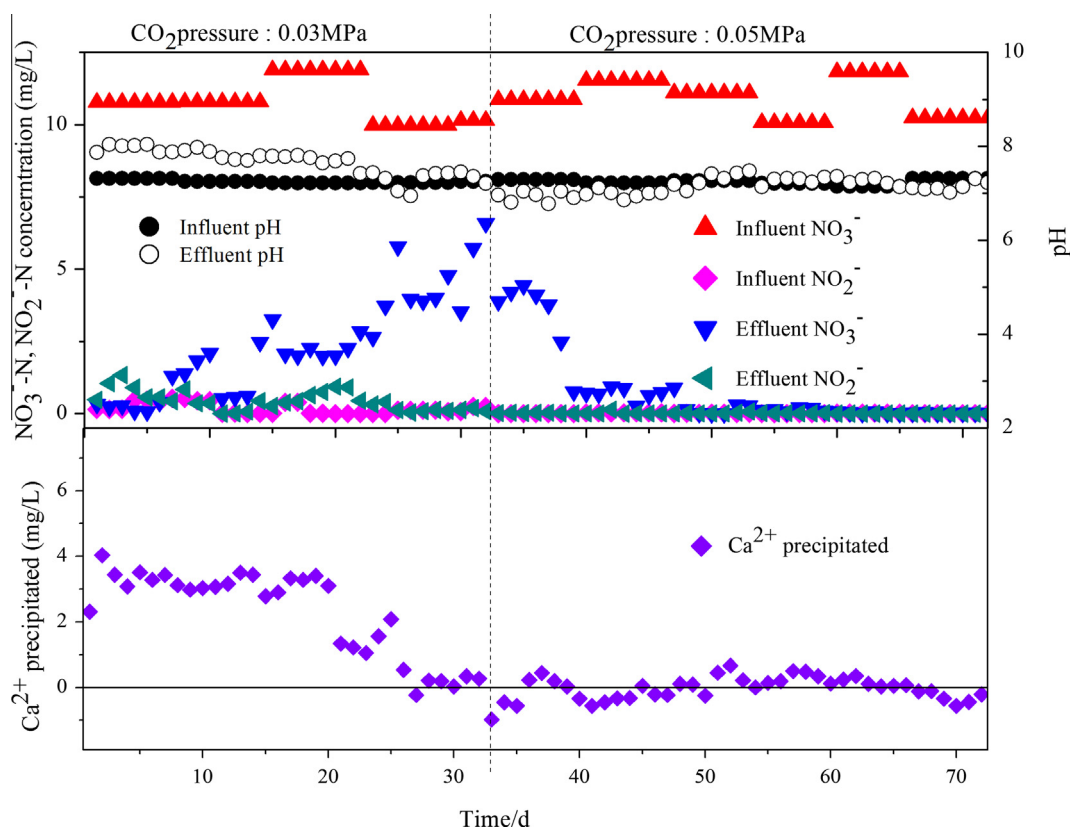 CO2pressure : 0.03MPa
CO2pressure : 0.05MPa
NO3⁻-N, NO2⁻-N concentration (mg/L)
10
5
0
10
8
6
4
2
pH
Influent pH
Effluent pH
Influent NO3⁻
Influent NO2⁻
Effluent NO3⁻
Effluent NO2⁻
Ca2+ precipitated (mg/L)
6
4
2
0
Ca2+ precipitated
10 20 30 40 50 60 70
Time/d